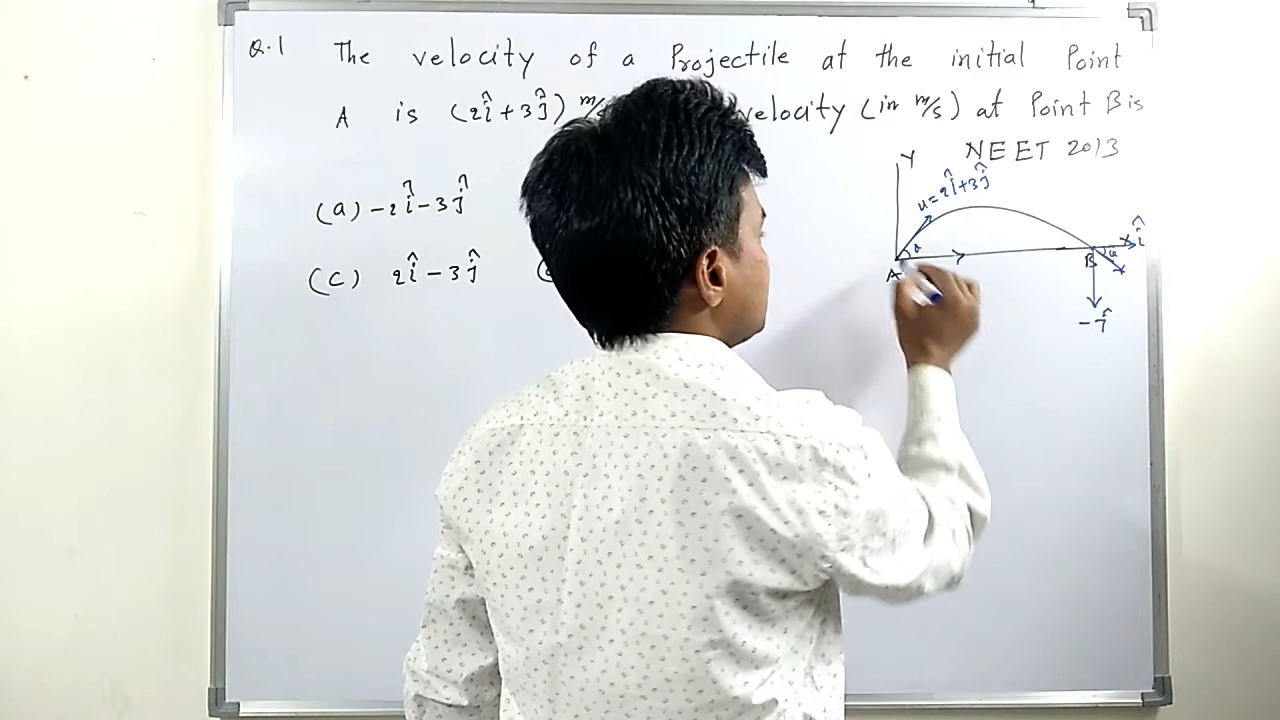 Q.1 The velocity of a Projectile at the initial Point
A is (2î+3ĵ) m/s velocity (in m/s) at Point B is
NEET 2013
(a) -2î-3ĵ
(C) 2î-3ĵ
Y
u=2î+3ĵ
θ
X î
A
B
θ
-ĵ